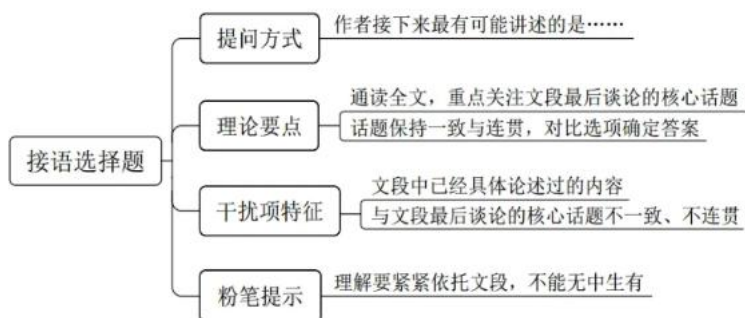 接语选择题
提问方式
作者接下来最有可能讲述的是……
理论要点
通读全文，重点关注文段最后谈论的核心话题
话题保持一致与连贯，对比选项确定答案
干扰项特征
文段中已经具体论述过的内容
与文段最后谈论的核心话题不一致、不连贯
粉笔提示
理解要紧紧依托文段，不能无中生有